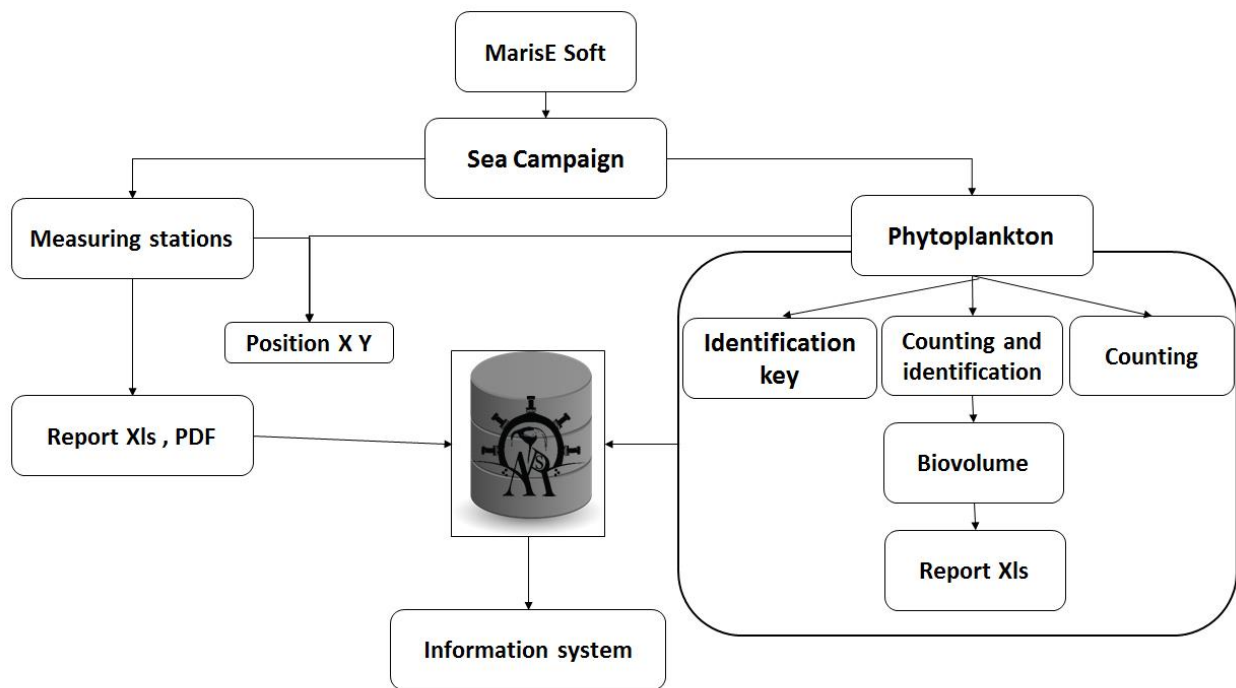 MarisE Soft
Sea Campaign
Measuring stations
Phytoplankton
Position X Y
Identification
key
Counting and
identification
Counting
Report Xls , PDF
Biovolume
Report Xls
Information system